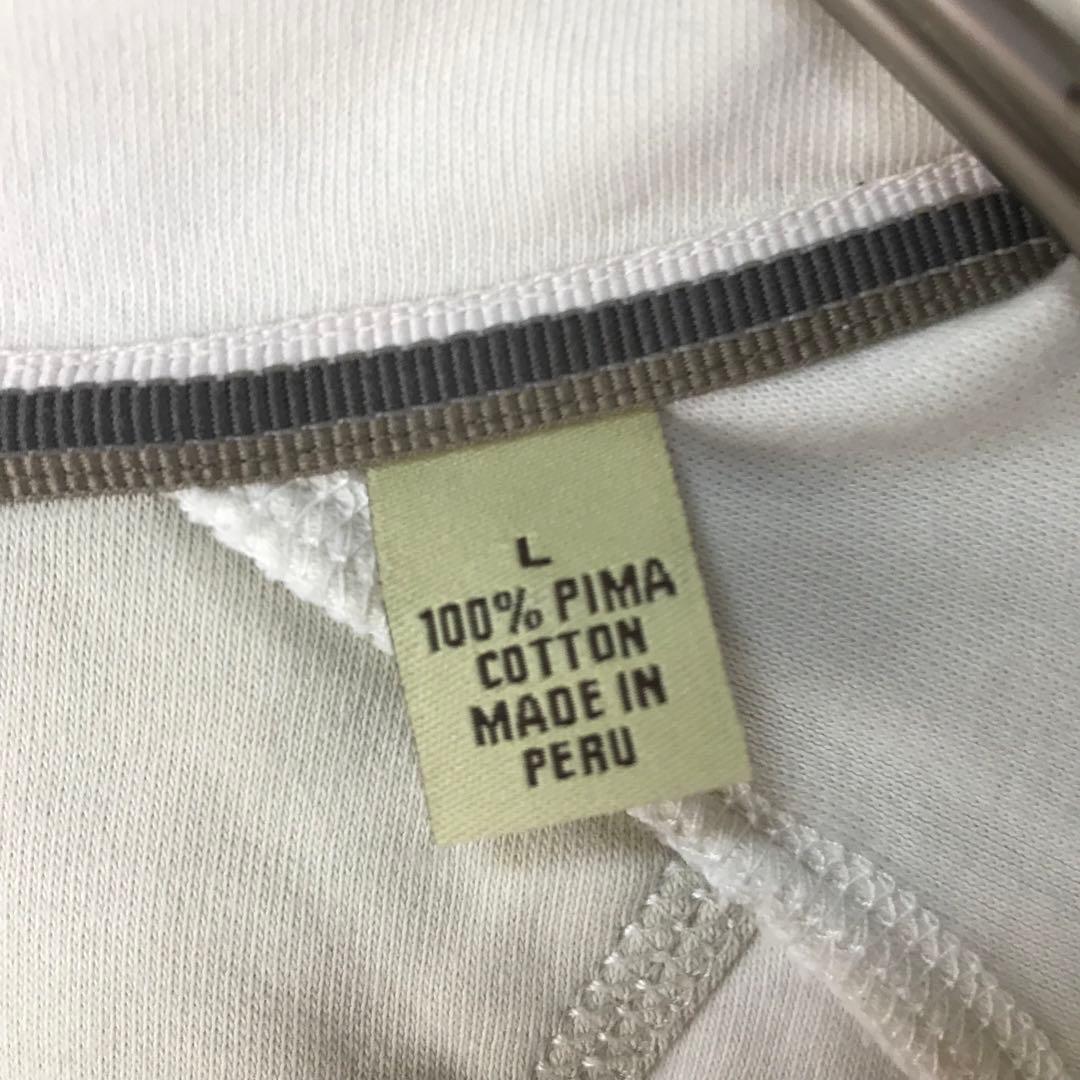 L
100% PIMA
COTTON
MADE IN
PERU